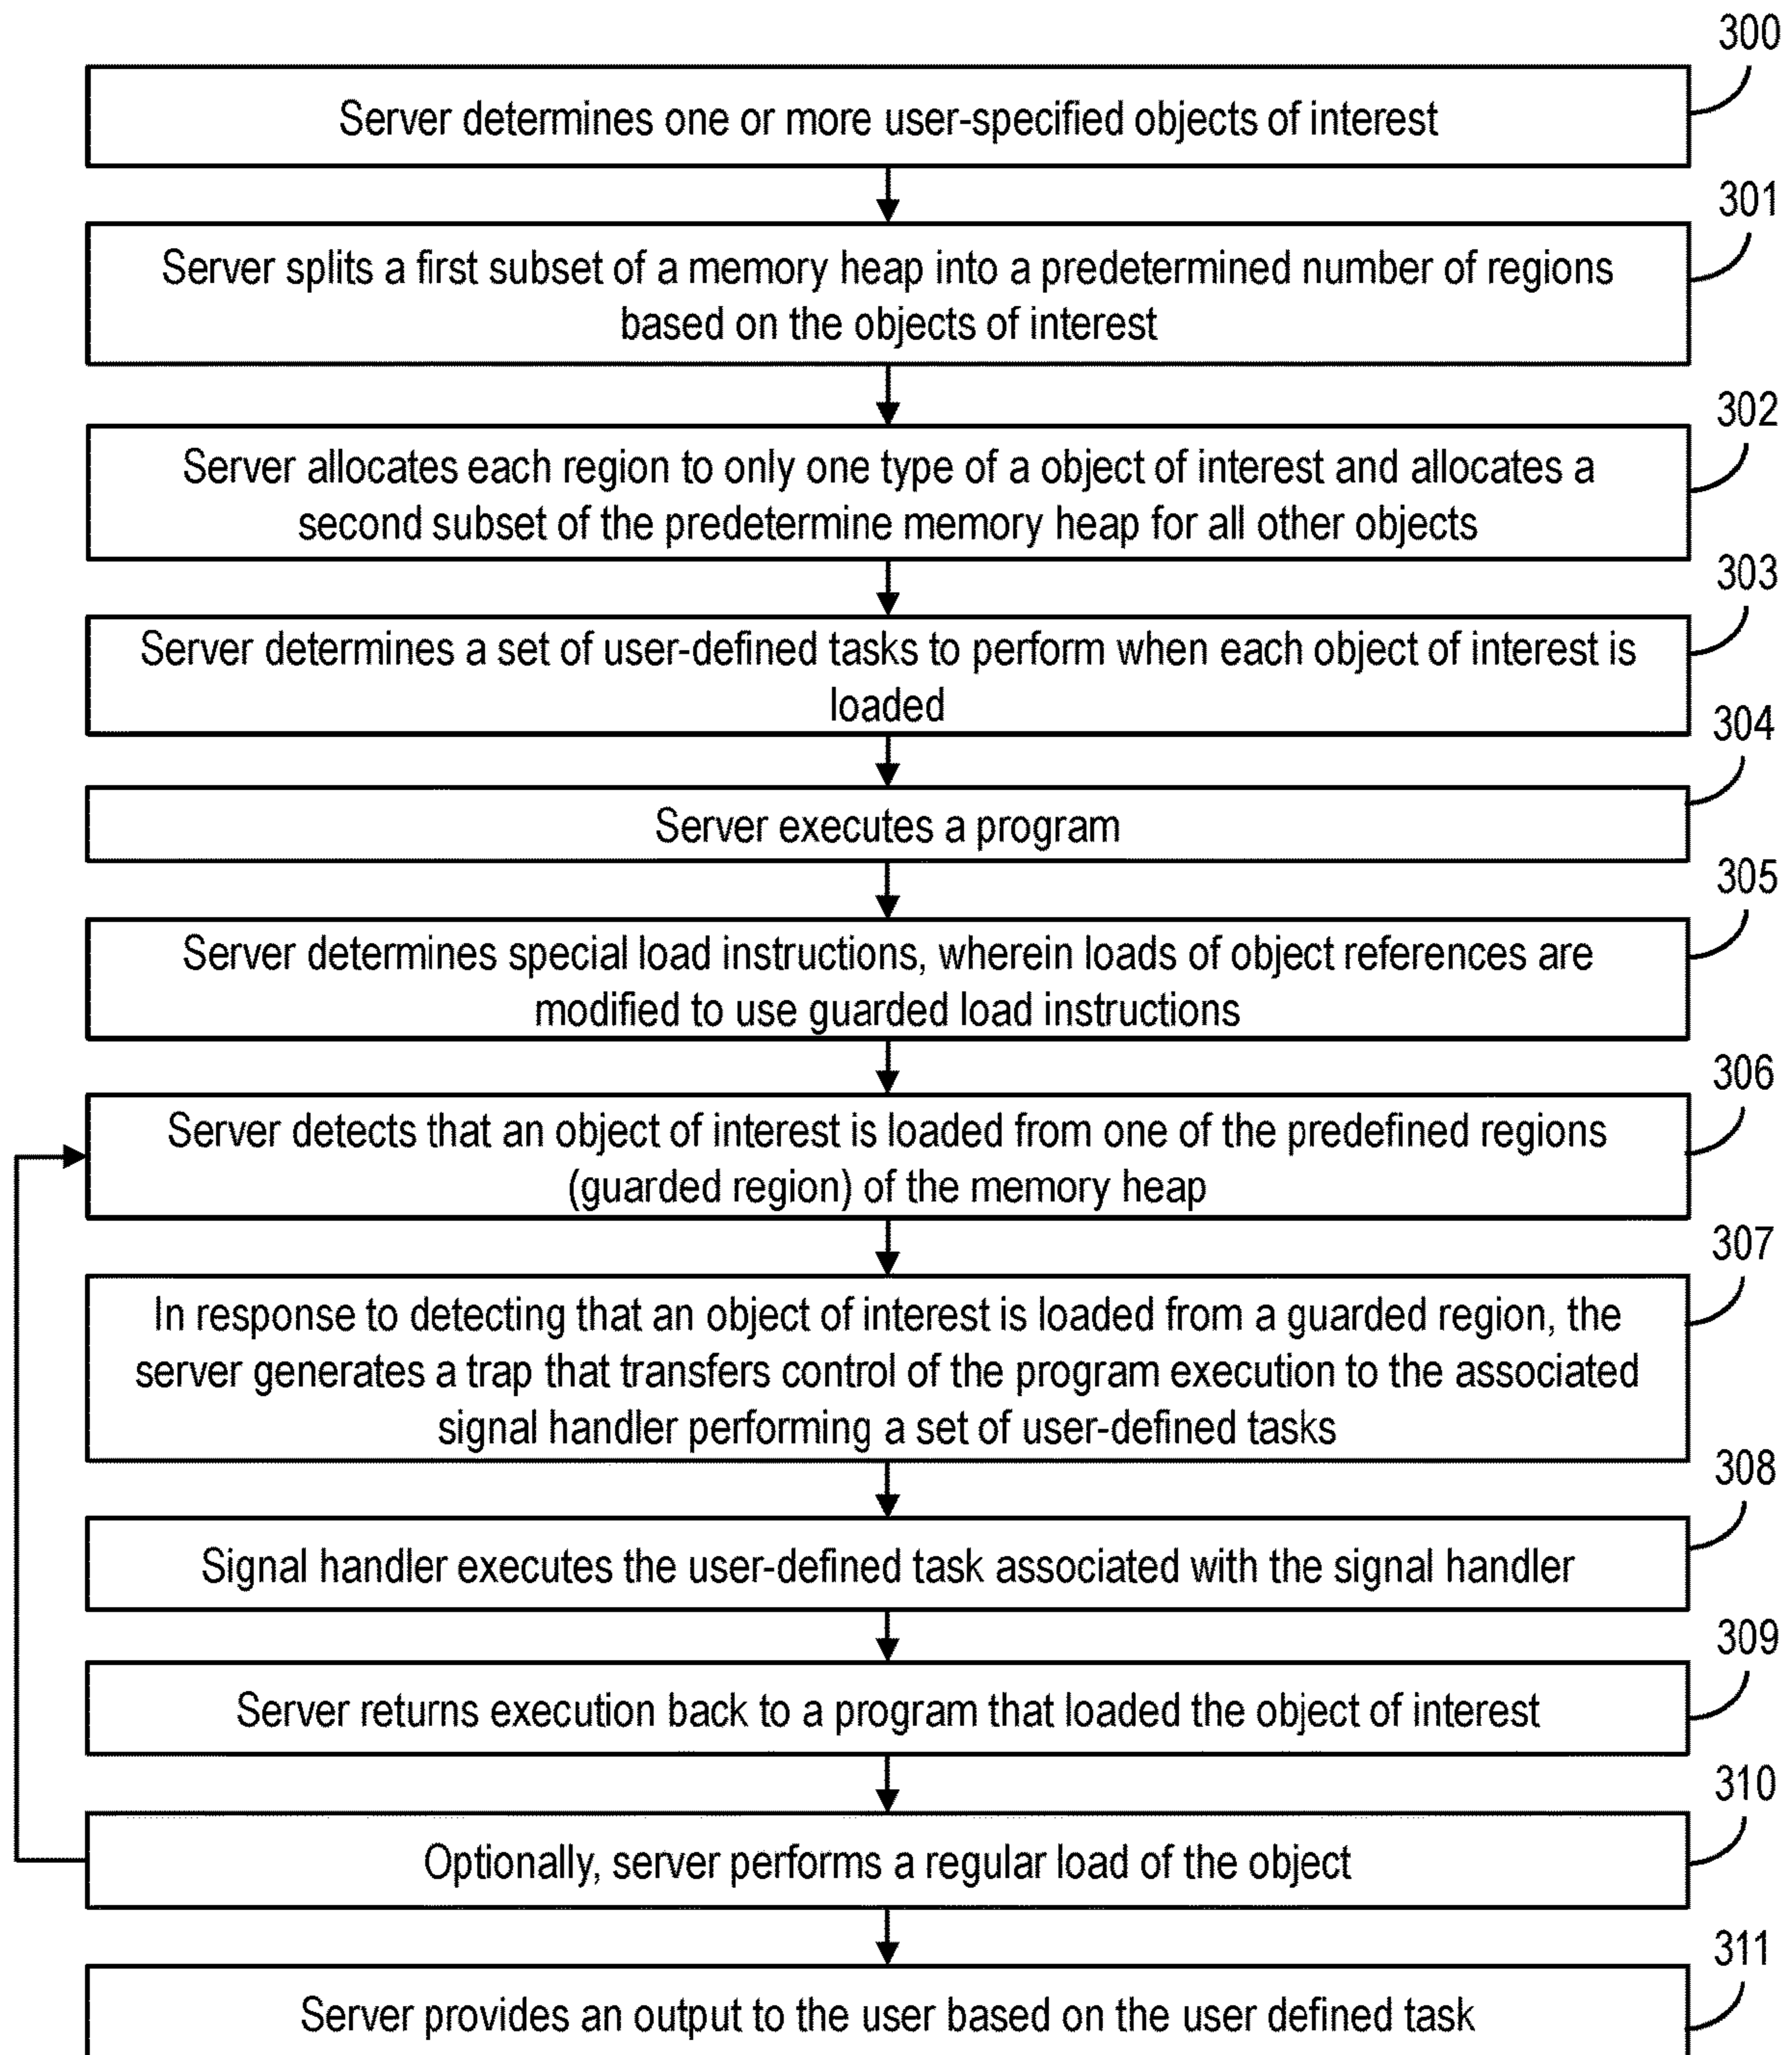 300
Server determines one or more user-specified objects of interest
301
Server splits a first subset of a memory heap into a predetermined number of regions
based on the objects of interest
302
Server allocates each region to only one type of a object of interest and allocates a
second subset of the predetermine memory heap for all other objects
303
Server determines a set of user-defined tasks to perform when each object of interest is
loaded
304
Server executes a program
305
Server determines special load instructions, wherein loads of object references are
modified to use guarded load instructions
306
Server detects that an object of interest is loaded from one of the predefined regions
(guarded region) of the memory heap
307
In response to detecting that an object of interest is loaded from a guarded region, the
server generates a trap that transfers control of the program execution to the associated
signal handler performing a set of user-defined tasks
308
Signal handler executes the user-defined task associated with the signal handler
309
Server returns execution back to a program that loaded the object of interest
310
Optionally, server performs a regular load of the object
311
Server provides an output to the user based on the user defined task